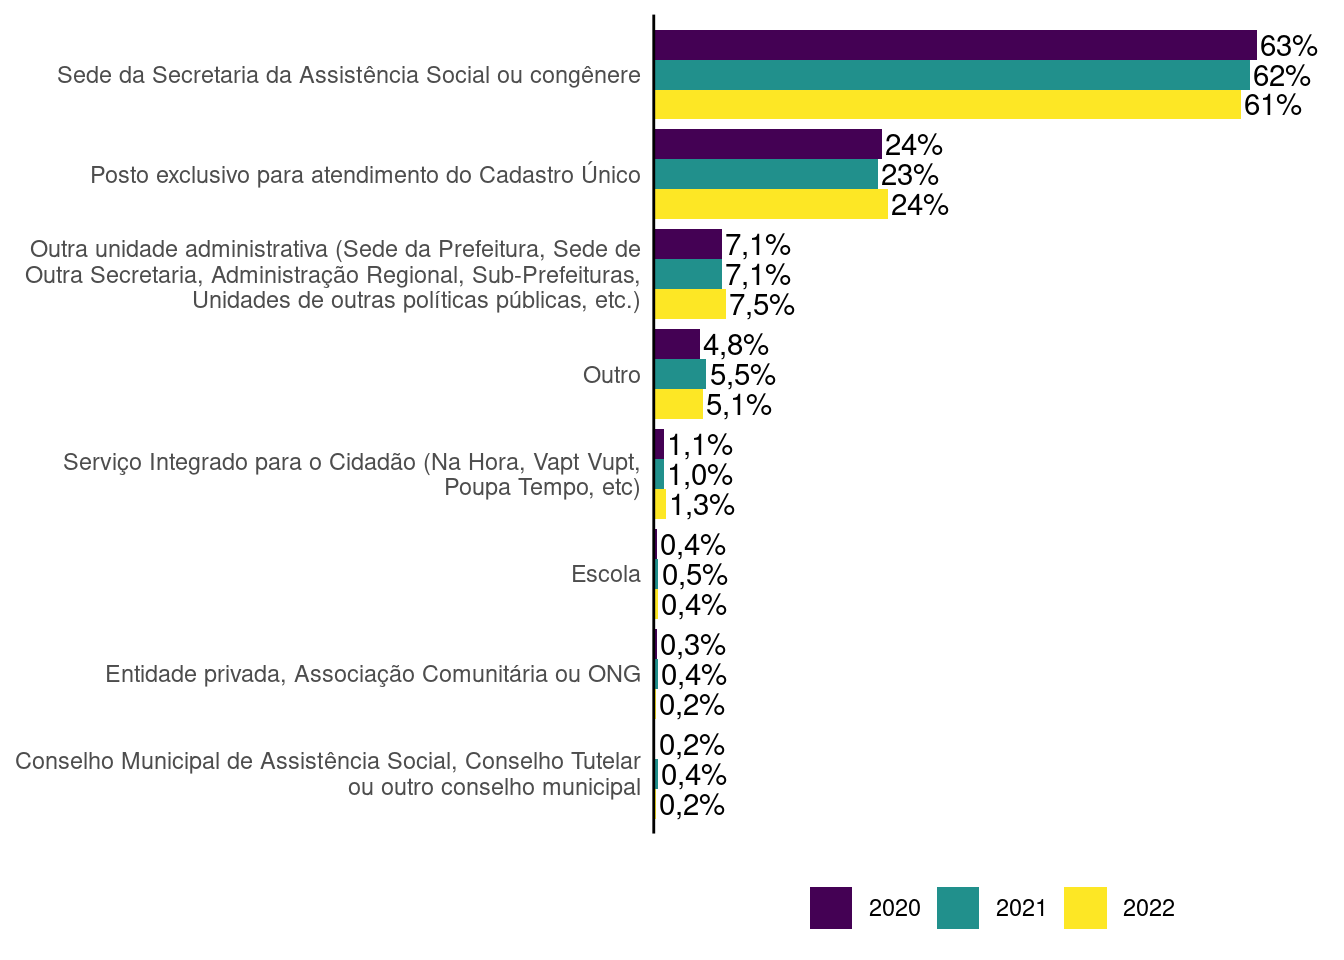 Sede da Secretaria da Assistência Social ou congênere
63%
62%
61%
Posto exclusivo para atendimento do Cadastro Único
24%
23%
24%
Outra unidade administrativa (Sede da Prefeitura, Sede de
Outra Secretaria, Administração Regional, Sub-Prefeituras,
Unidades de outras políticas públicas, etc.)
7,1%
7,1%
7,5%
Outro
4,8%
5,5%
5,1%
Serviço Integrado para o Cidadão (Na Hora, Vapt Vupt,
Poupa Tempo, etc)
1,1%
1,0%
1,3%
Escola
0,4%
0,5%
0,4%
Entidade privada, Associação Comunitária ou ONG
0,3%
0,4%
0,2%
Conselho Municipal de Assistência Social, Conselho Tutelar
ou outro conselho municipal
0,2%
0,4%
0,2%
2020 2021 2022